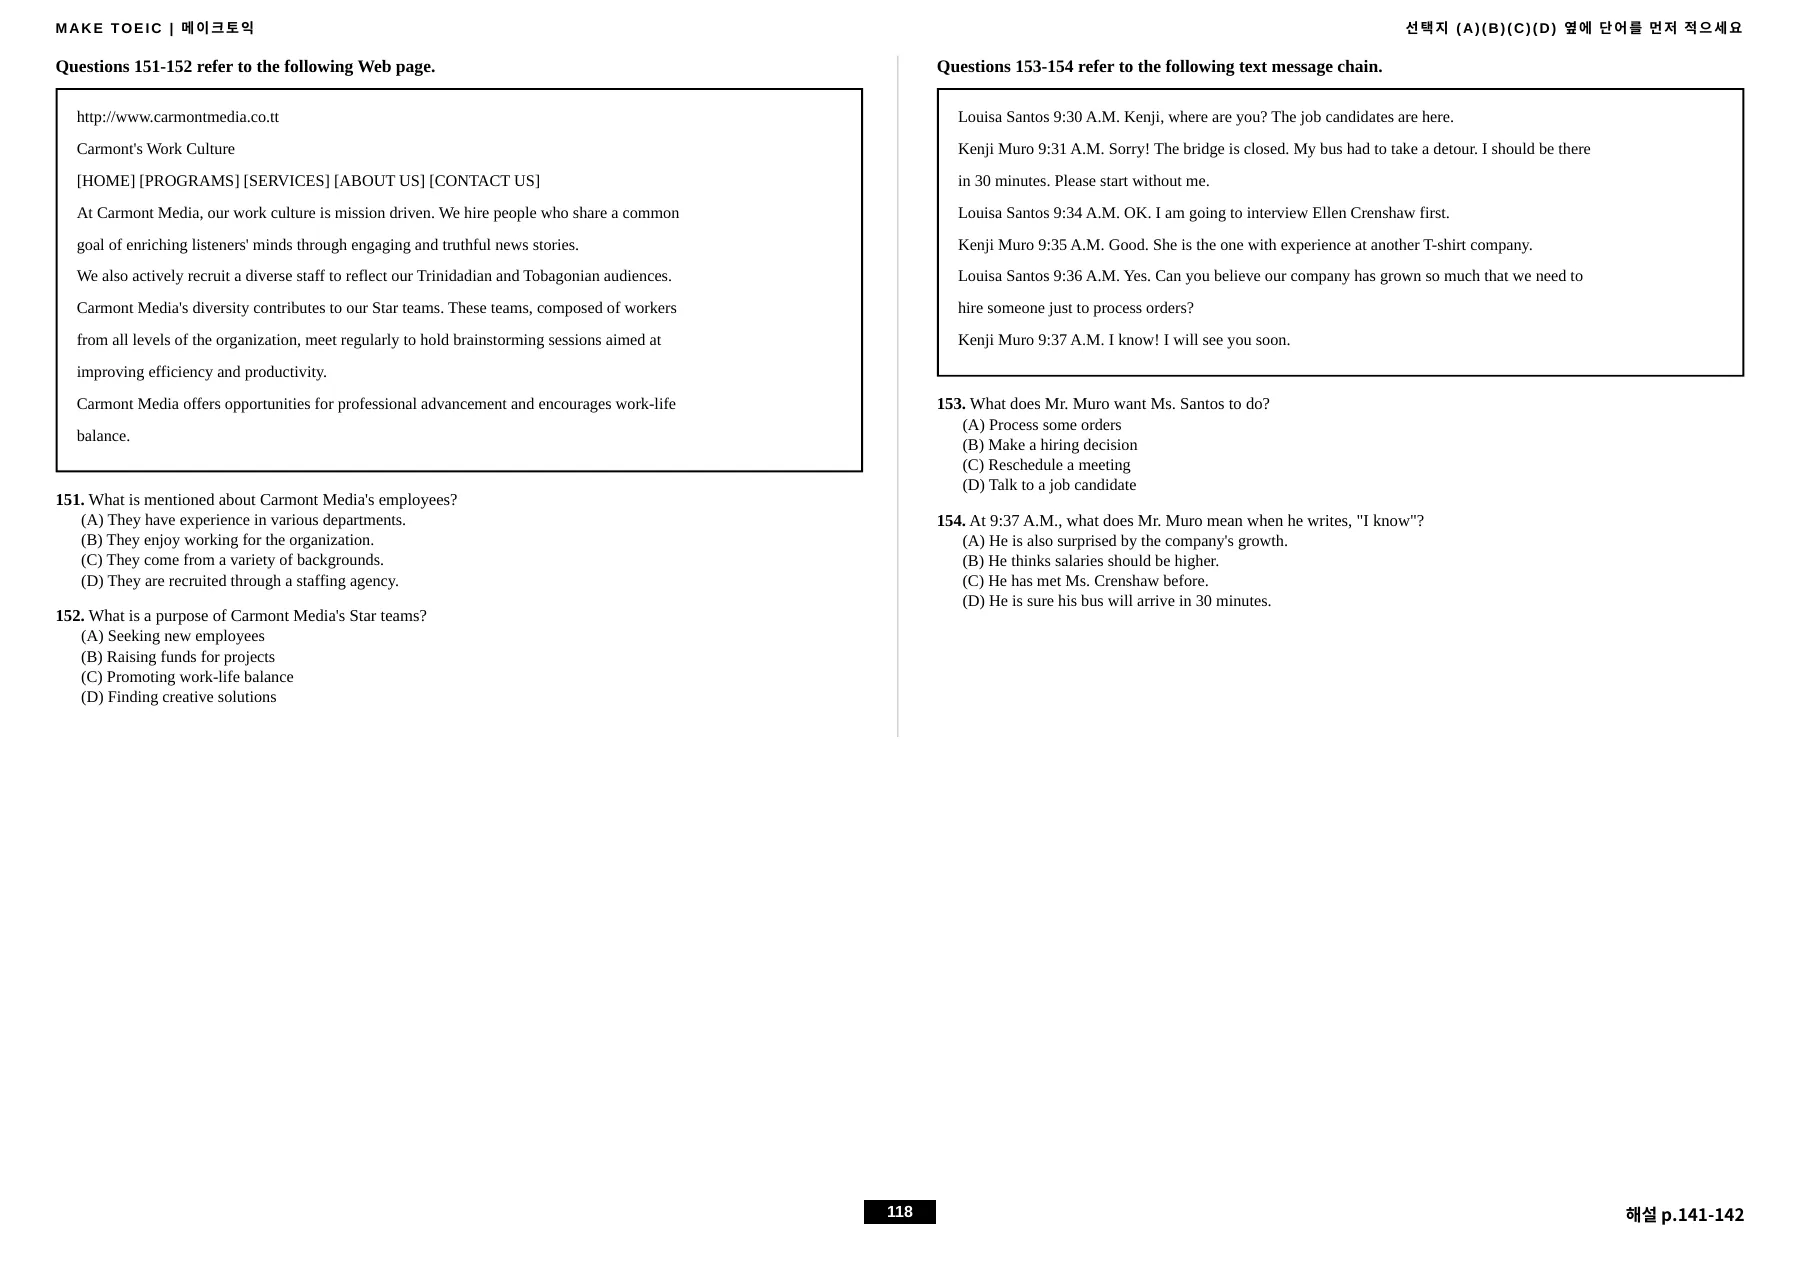 MAKE TOEIC | 메이크토익
선택지 (A)(B)(C)(D) 옆에 단어를 먼저 적으세요
Questions 151-152 refer to the following Web page.
http://www.carmontmedia.co.tt
Carmont's Work Culture
[HOME] [PROGRAMS] [SERVICES] [ABOUT US] [CONTACT US]
At Carmont Media, our work culture is mission driven. We hire people who share a common
goal of enriching listeners' minds through engaging and truthful news stories.
We also actively recruit a diverse staff to reflect our Trinidadian and Tobagonian audiences.
Carmont Media's diversity contributes to our Star teams. These teams, composed of workers
from all levels of the organization, meet regularly to hold brainstorming sessions aimed at
improving efficiency and productivity.
Carmont Media offers opportunities for professional advancement and encourages work-life
balance.
151. What is mentioned about Carmont Media's employees?
(A) They have experience in various departments.
(B) They enjoy working for the organization.
(C) They come from a variety of backgrounds.
(D) They are recruited through a staffing agency.
152. What is a purpose of Carmont Media's Star teams?
(A) Seeking new employees
(B) Raising funds for projects
(C) Promoting work-life balance
(D) Finding creative solutions
Questions 153-154 refer to the following text message chain.
Louisa Santos 9:30 A.M. Kenji, where are you? The job candidates are here.
Kenji Muro 9:31 A.M. Sorry! The bridge is closed. My bus had to take a detour. I should be there
in 30 minutes. Please start without me.
Louisa Santos 9:34 A.M. OK. I am going to interview Ellen Crenshaw first.
Kenji Muro 9:35 A.M. Good. She is the one with experience at another T-shirt company.
Louisa Santos 9:36 A.M. Yes. Can you believe our company has grown so much that we need to
hire someone just to process orders?
Kenji Muro 9:37 A.M. I know! I will see you soon.
153. What does Mr. Muro want Ms. Santos to do?
(A) Process some orders
(B) Make a hiring decision
(C) Reschedule a meeting
(D) Talk to a job candidate
154. At 9:37 A.M., what does Mr. Muro mean when he writes, "I know"?
(A) He is also surprised by the company's growth.
(B) He thinks salaries should be higher.
(C) He has met Ms. Crenshaw before.
(D) He is sure his bus will arrive in 30 minutes.
118
해설 p.141-142